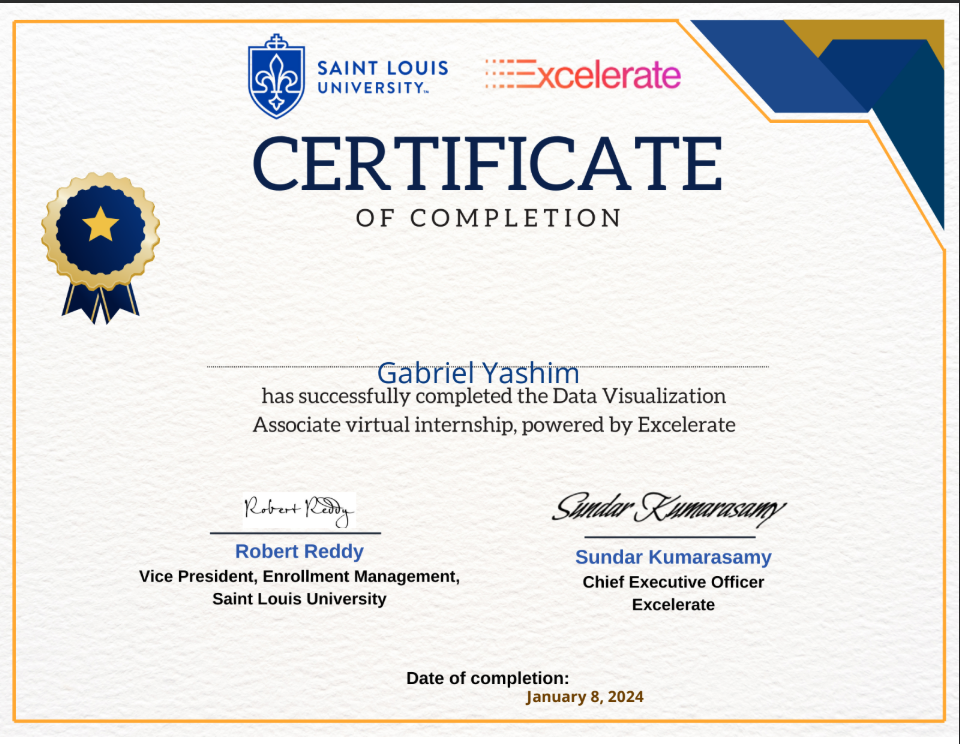 SAINT LOUIS
UNIVERSITY™
Excelerate
CERTIFICATE
OF COMPLETION
Gabriel Yashim
has successfully completed the Data Visualization
Associate virtual internship, powered by Excelerate
Robert Reddy
Robert Reddy
Vice President, Enrollment Management,
Saint Louis University
Sundar Kumarasamy
Sundar Kumarasamy
Chief Executive Officer
Excelerate
Date of completion:
January 8, 2024